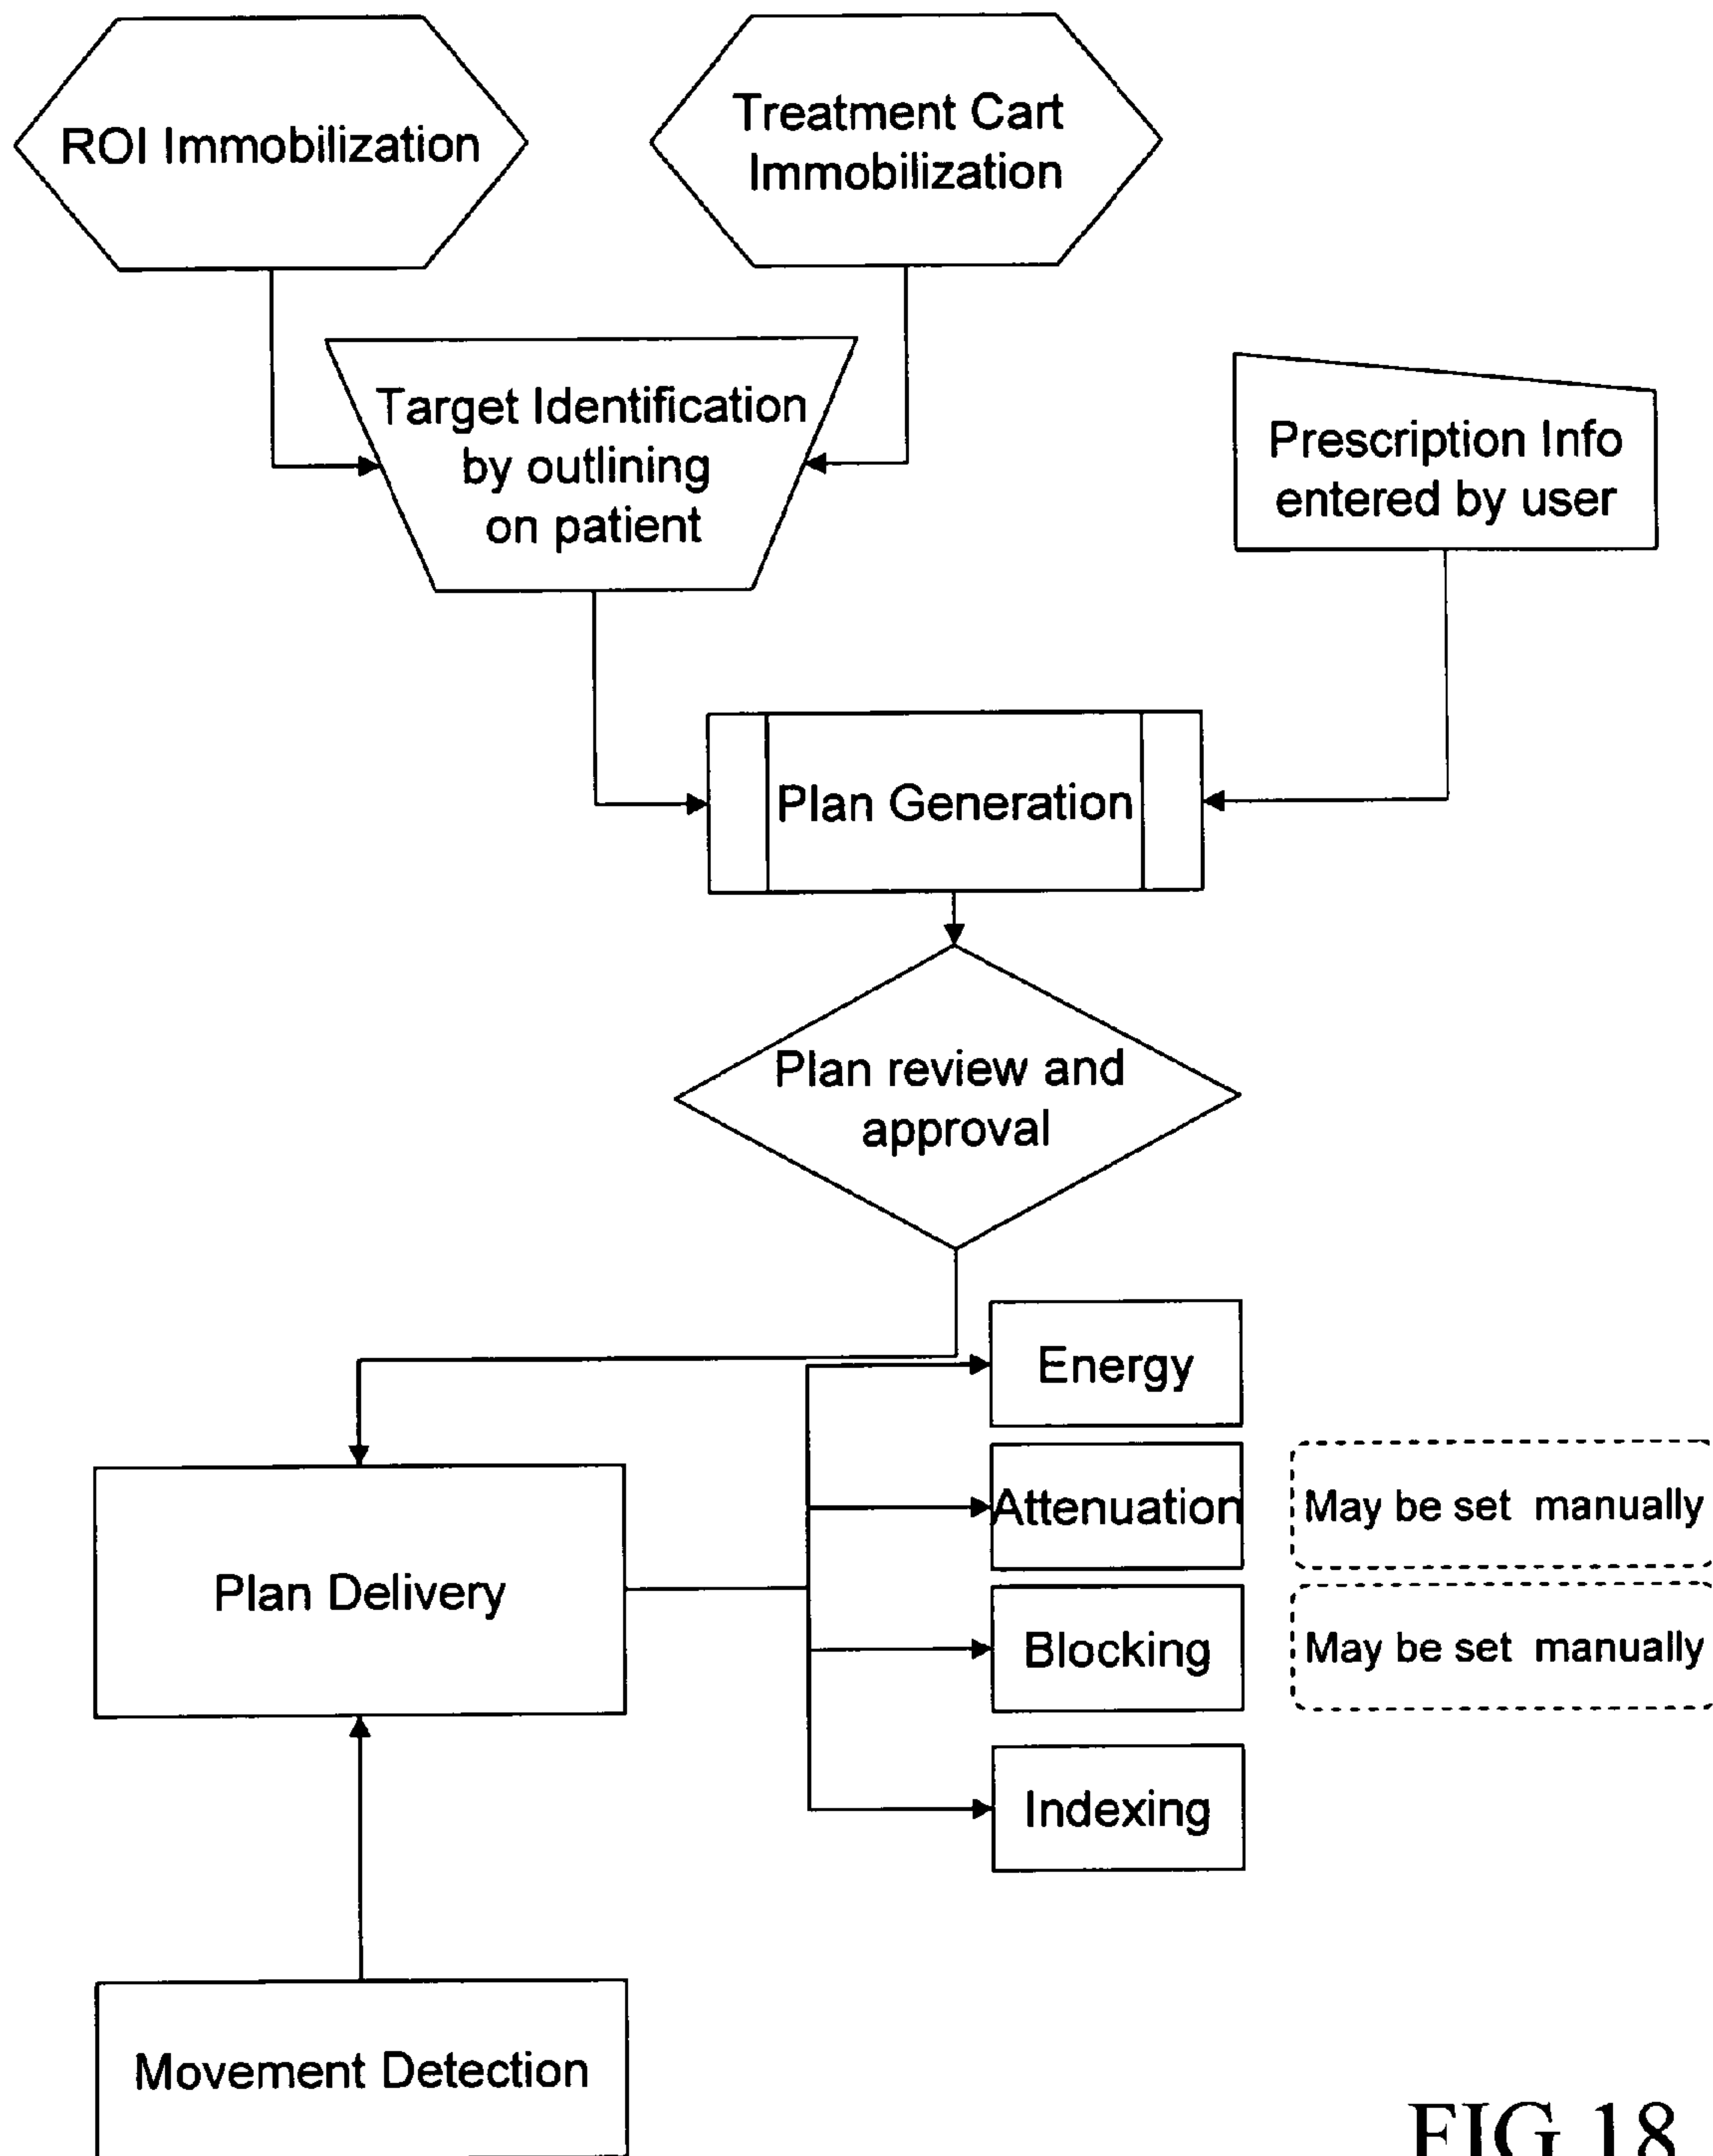 ROI Immobilization
Treatment Cart
Immobilization
Target Identification
by outlining
on patient
Prescription Info
entered by user
Plan Generation
Plan review and
approval
Energy
Attenuation
May be set manually
Plan Delivery
Blocking
May be set manually
Indexing
Movement Detection
FIG 18